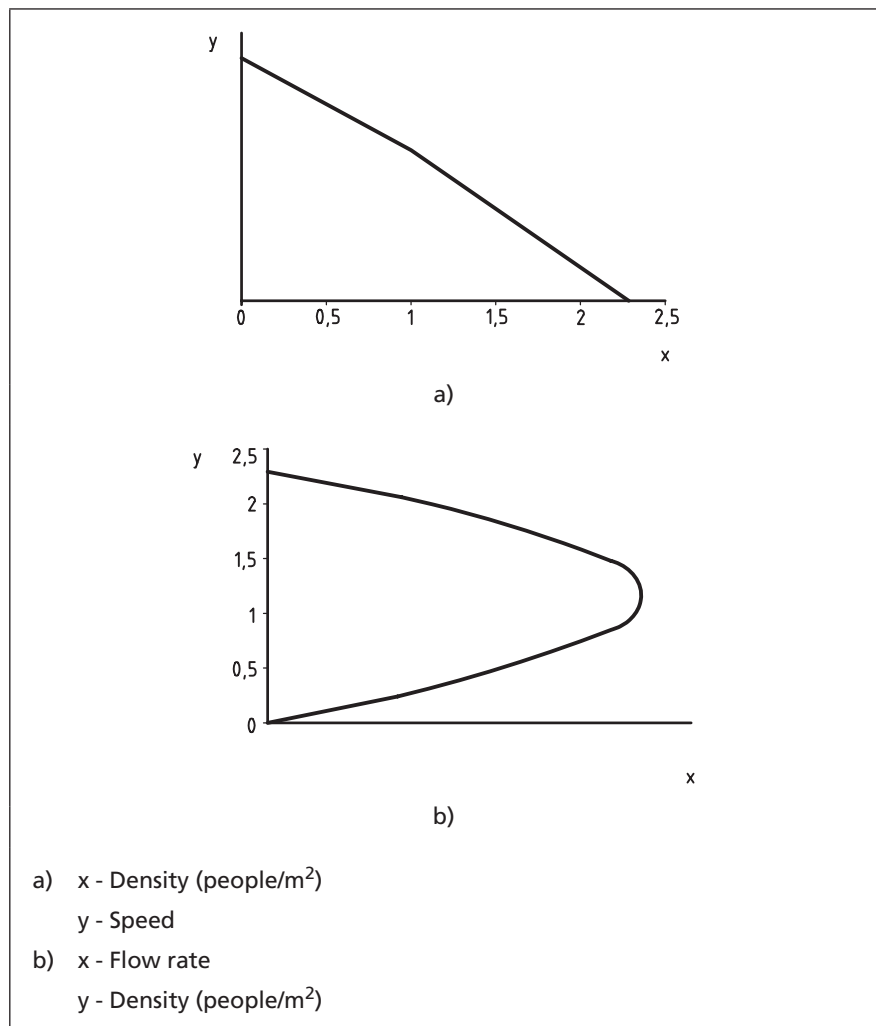 y
0 0,5 1 1,5 2 2,5
x
a)
y
2,5
2
1,5
1
0,5
0
x
b)
a) x - Density (people/m²)
y - Speed
b) x - Flow rate
y - Density (people/m²)